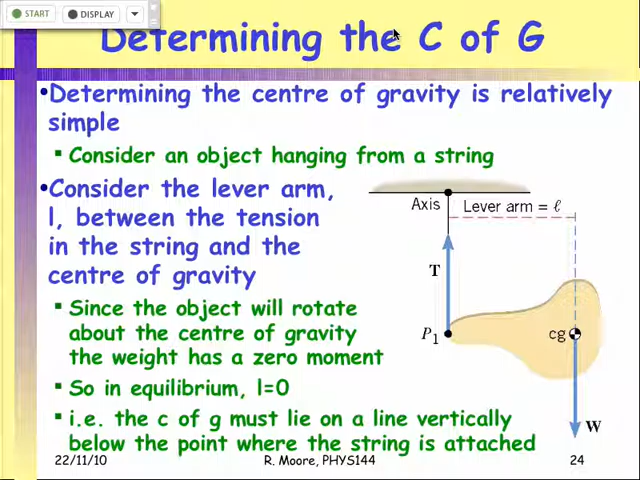 START
DISPLAY
Determining the C of G
•Determining the centre of gravity is relatively
simple
▪ Consider an object hanging from a string
•Consider the lever arm,
l, between the tension
in the string and the
centre of gravity
▪ Since the object will rotate
about the centre of gravity
the weight has a zero moment
▪ So in equilibrium, l=0
▪ i.e. the c of g must lie on a line vertically
below the point where the string is attached
Axis
Lever arm = ℓ
T
P1
cg
W
22/11/10
R. Moore, PHYS144
24